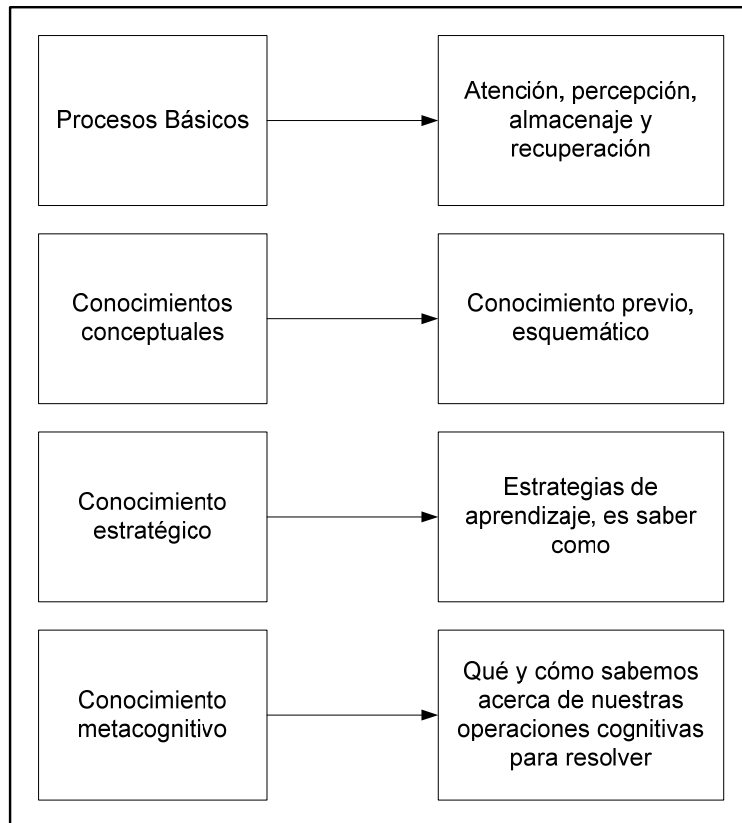 Procesos Básicos
Atención, percepción,
almacenaje y
recuperación
Conocimientos
conceptuales
Conocimiento previo,
esquemático
Conocimiento
estratégico
Estrategias de
aprendizaje, es saber
como
Conocimiento
metacognitivo
Qué y cómo sabemos
acerca de nuestras
operaciones cognitivas
para resolver